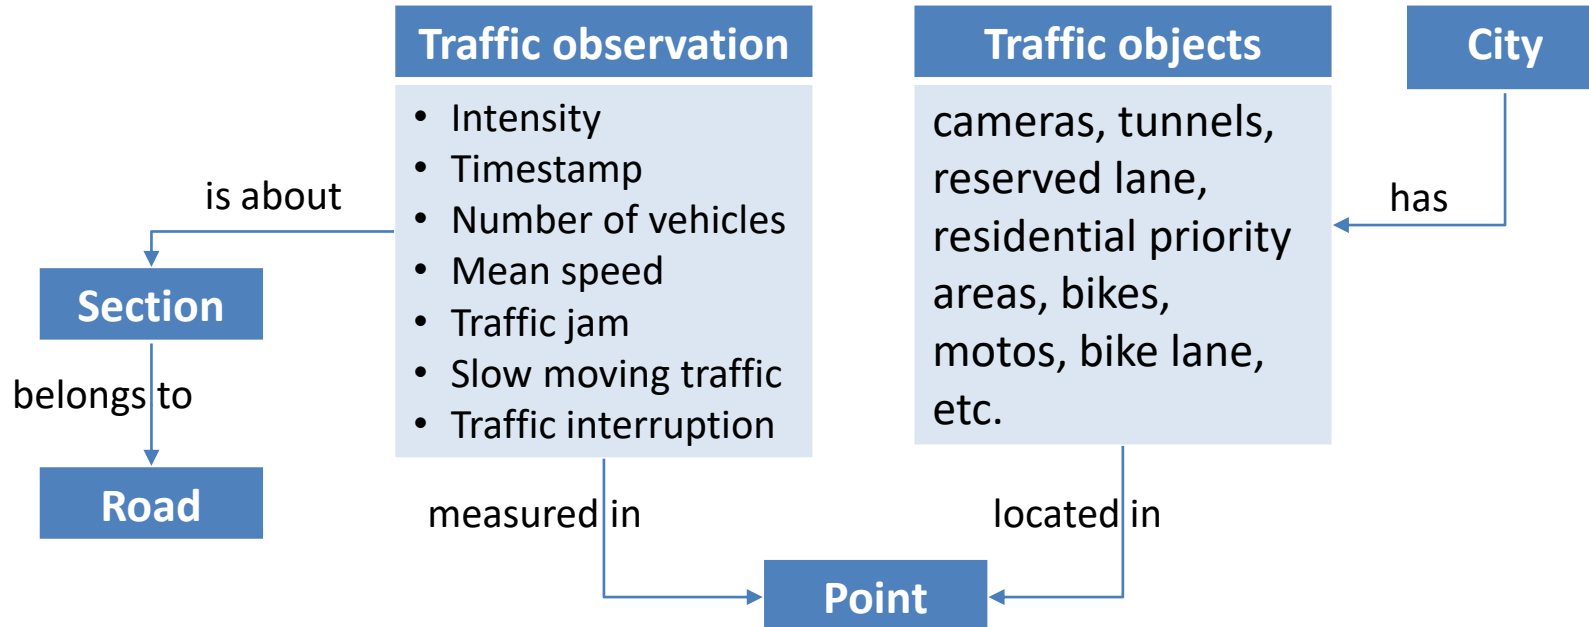 Traffic observation
• Intensity
• Timestamp
• Number of vehicles
• Mean speed
• Traffic jam
• Slow moving traffic
• Traffic interruption
Traffic objects
cameras, tunnels,
reserved lane,
residential priority
areas, bikes,
motos, bike lane,
etc.
City
has
is about
Section
belongs to
Road
measured in
located in
Point